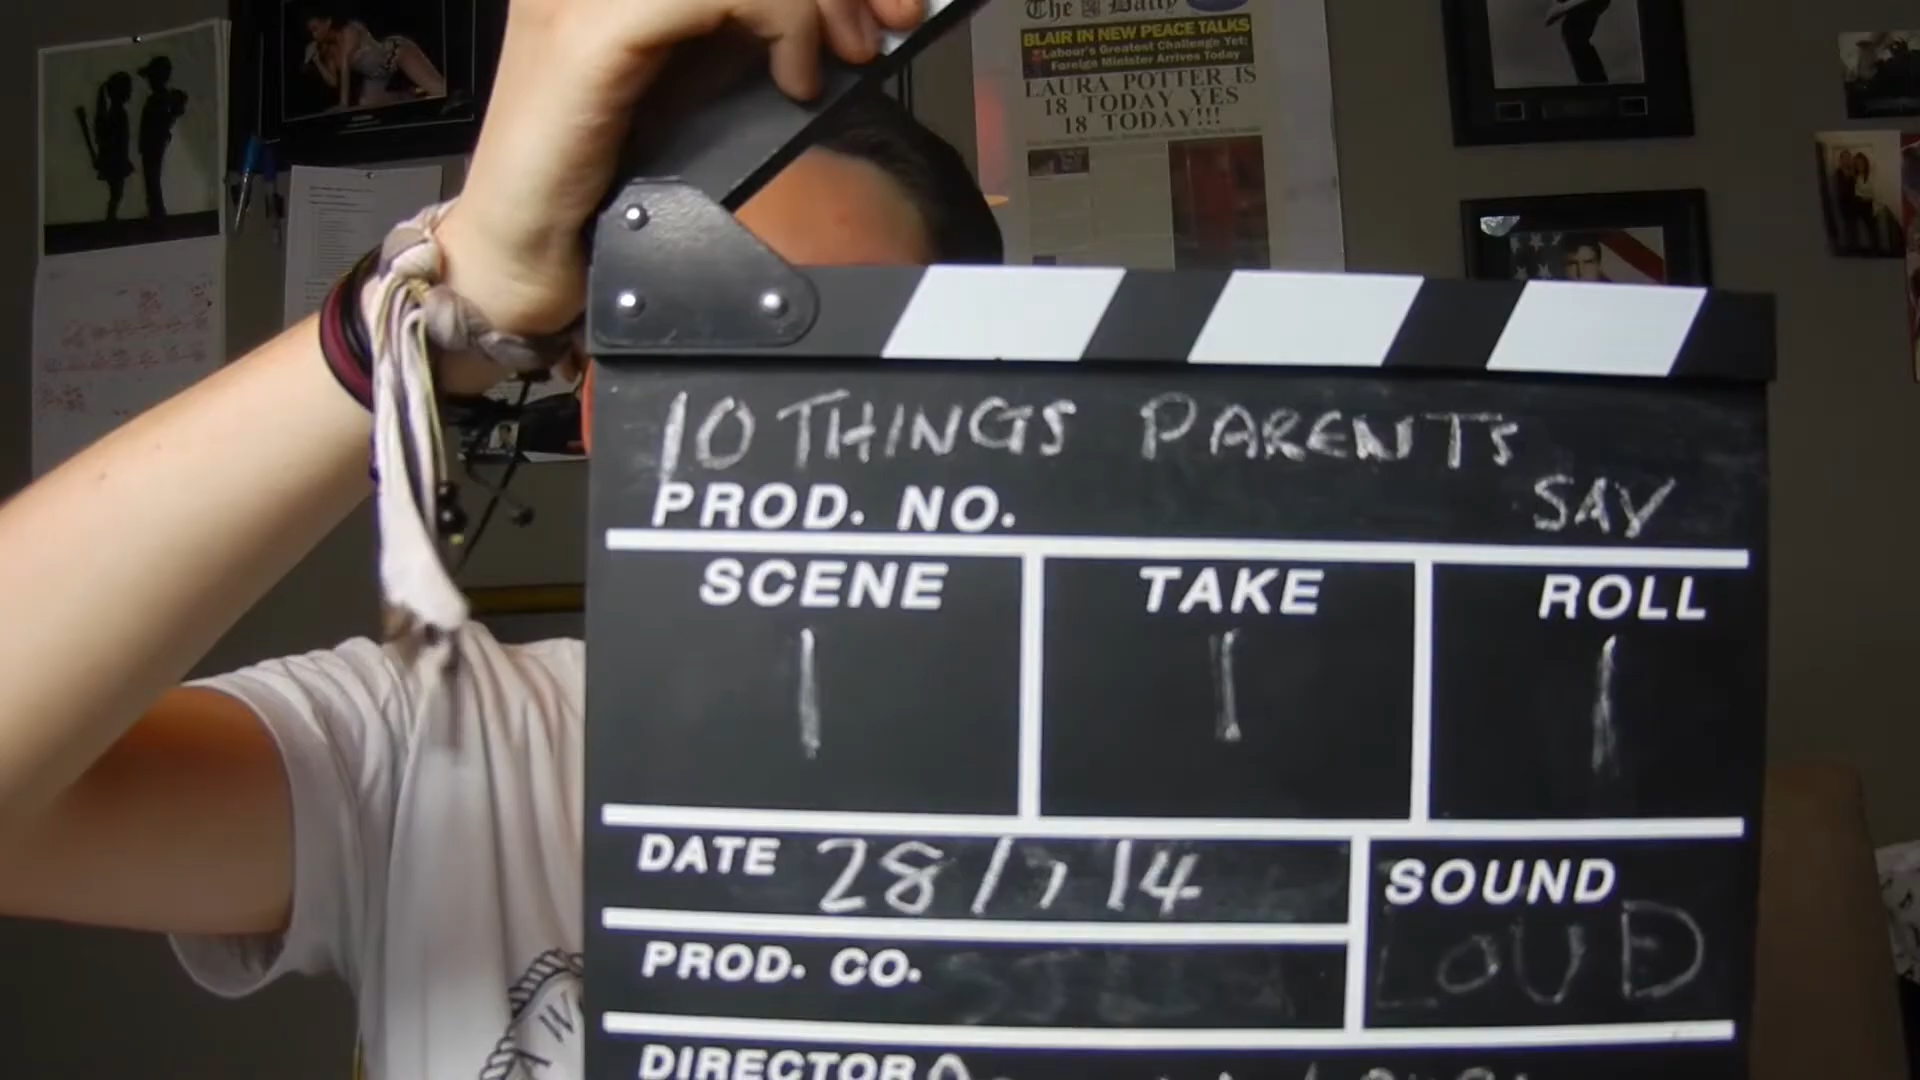 The Daily
BLAIR IN NEW PEACE TALKS
Labour's Greatest Challenge Yet:
Foreign Minister Arrives Today
LAURA POTTER IS
18 TODAY YES
18 TODAY!!!
10 THINGS PARENTS
SAY
PROD. NO.
SCENE TAKE ROLL
1 1 1
DATE 28/7/14
SOUND
LOUD
PROD. CO.
DIRECTOR